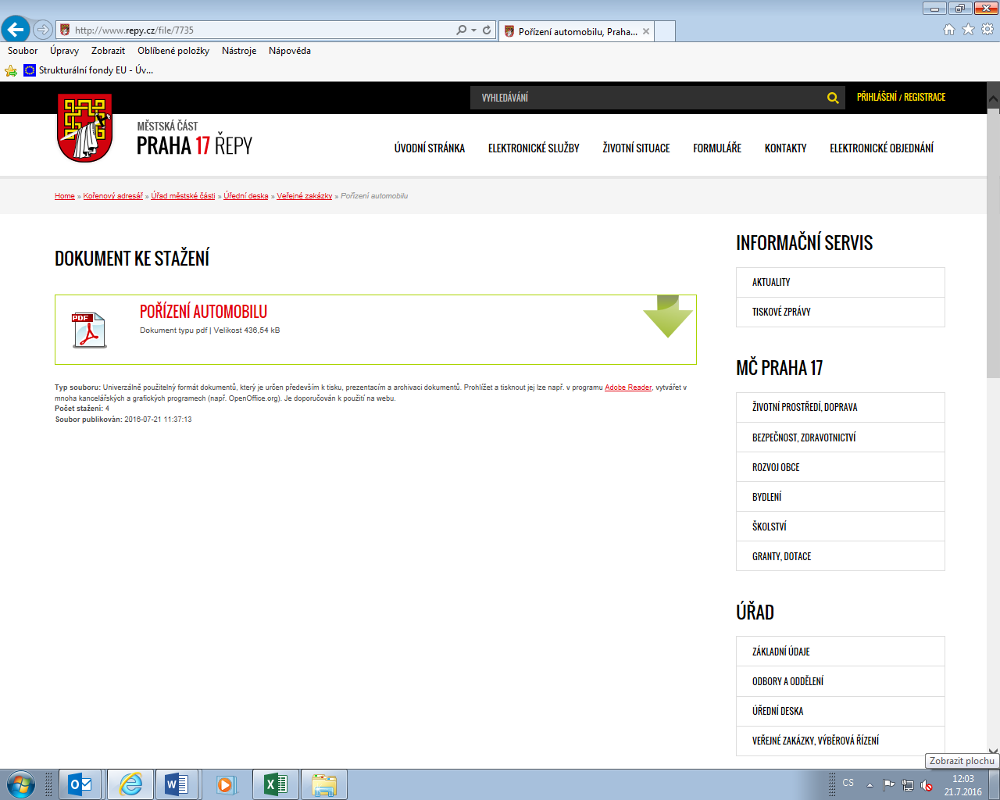 http://www.repy.cz/file/7735
Pořízení automobilu, Praha...
Soubor Úpravy Zobrazit Oblíbené položky Nástroje Nápověda
Strukturální fondy EU - Úv...
VYHLEDÁVÁNÍ
PŘIHLÁŠENÍ / REGISTRACE
MĚSTSKÁ ČÁST
PRAHA 17 ŘEPY
ÚVODNÍ STRÁNKA ELEKTRONICKÉ SLUŽBY ŽIVOTNÍ SITUACE FORMULÁŘE KONTAKTY ELEKTRONICKÉ OBJEDNÁNÍ
Home » Kořenový adresář » Úřad městské části » Úřední deska » Veřejné zakázky » Pořízení automobilu
DOKUMENT KE STAŽENÍ
PDF
POŘÍZENÍ AUTOMOBILU
Dokument typu pdf | Velikost 436,54 kB
Typ souboru: Univerzálně použitelný formát dokumentů, který je určen především k tisku, prezentacím a archivaci dokumentů. Prohlížet a tisknout jej lze např. v programu Adobe Reader, vytvářet v
mnoha kancelářských a grafických programech (např. OpenOffice.org). Je doporučován k použití na webu.
Počet stažení: 4
Soubor publikován: 2016-07-21 11:37:13
INFORMAČNÍ SERVIS
AKTUALITY
TISKOVÉ ZPRÁVY
MČ PRAHA 17
ŽIVOTNÍ PROSTŘEDÍ, DOPRAVA
BEZPEČNOST, ZDRAVOTNICTVÍ
ROZVOJ OBCE
BYDLENÍ
ŠKOLSTVÍ
GRANTY, DOTACE
ÚŘAD
ZÁKLADNÍ ÚDAJE
ODBORY A ODDĚLENÍ
ÚŘEDNÍ DESKA
VEŘEJNÉ ZAKÁZKY, VÝBĚROVÁ ŘÍZENÍ
Zobrazit plochu
CS
12:03
21.7.2016